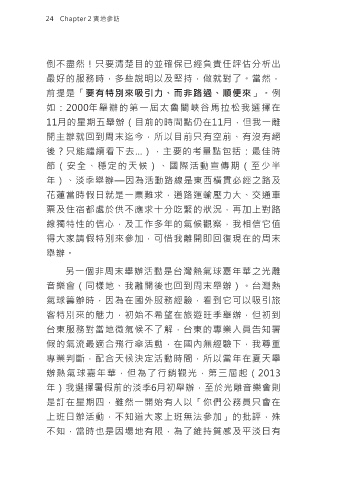 24 Chapter 2 實地參訪
倒不盡然！只要清楚目的並確保已經負責任評估分析出
最好的服務時，多些說明以及堅持，做就對了。當然，
前提是「要有特別來吸引力、而非路過、順便來」。例
如：2000年舉辦的第一屆太魯閣峽谷馬拉松我選擇在
11月的星期五舉辦（目前的時間點仍在11月，但我一離
開主辦就回到周末迄今，所以目前只有空前，有沒有絕
後？只能繼續看下去…），主要的考量點包括：最佳時
節（安全、穩定的天候）、國際活動宣傳期（至少半
年）、淡季舉辦—因為活動路線是東西橫貫必經之路及
花蓮當時假日就是一票難求，道路運輸壓力大、交通車
票及住宿都處於供不應求十分吃緊的狀況，再加上對路
線獨特性的信心，及工作多年的氣候觀察，我相信它值
得大家請假特別來參加，可惜我離開即回復現在的周末
舉辦。
另一個非周末舉辦活動是台灣熱氣球嘉年華之光雕
音樂會（同樣地、我離開後也回到周末舉辦）。台灣熱
氣球籌辦時，因為在國外服務經驗，看到它可以吸引旅
客特別來的魅力，初始不希望在旅遊旺季舉辦，但初到
台東服務對當地微氣候不了解，台東的專業人員告知暑
假的氣流最適合飛行傘活動，在國內無經驗下，我尊重
專業判斷，配合天候決定活動時間，所以當年在夏天舉
辦熱氣球嘉年華，但為了行銷觀光，第三屆起（2013
年）我選擇暑假前的淡季6月初舉辦，至於光雕音樂會則
是訂在星期四，雖然一開始有人以「你們公務員只會在
上班日辦活動，不知道大家上班無法參加」的批評，殊
不知，當時也是因場地有限，為了維持質感及平淡日有